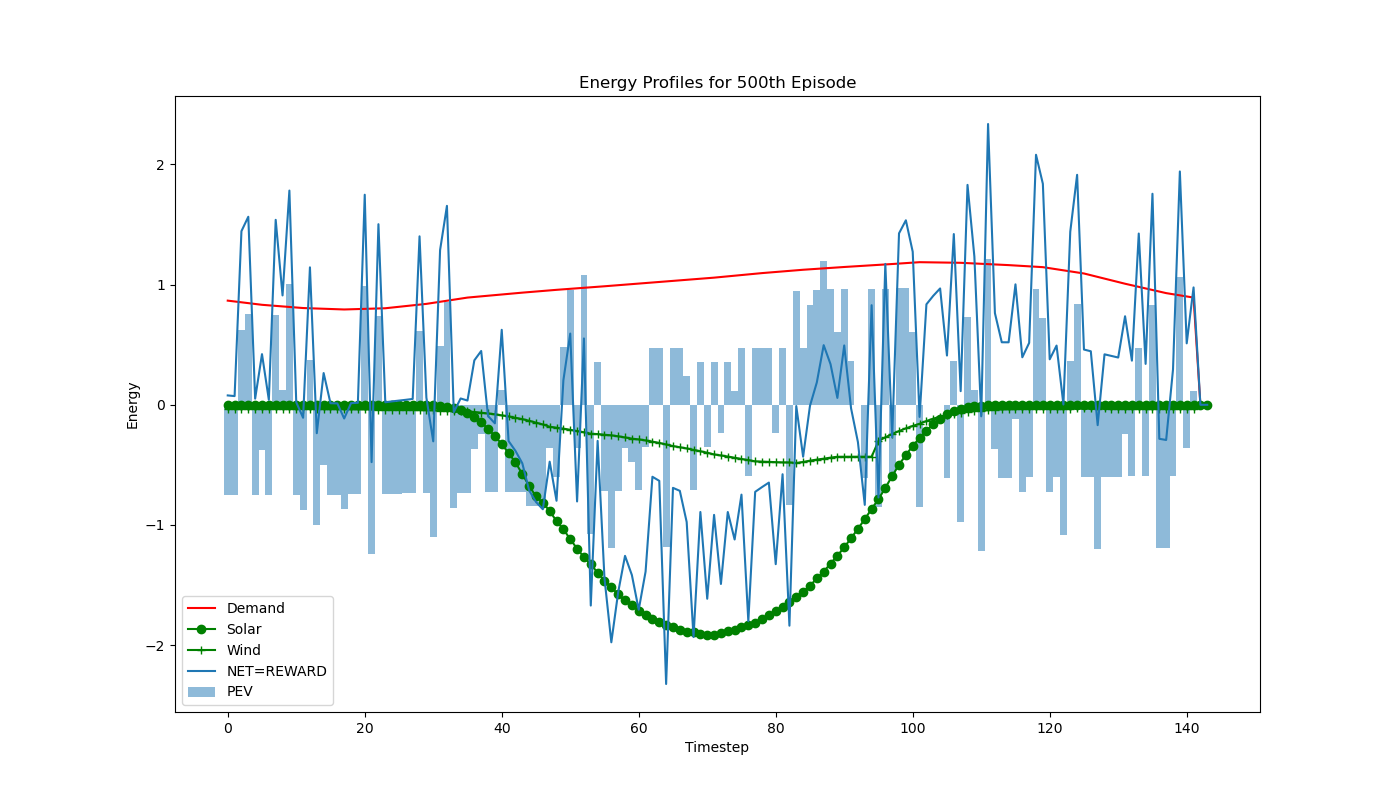 Energy Profiles for 500th Episode
Energy
2
1
0
−1
−2
Demand
Solar
Wind
NET=REWARD
PEV
0 20 40 60 80 100 120 140
Timestep